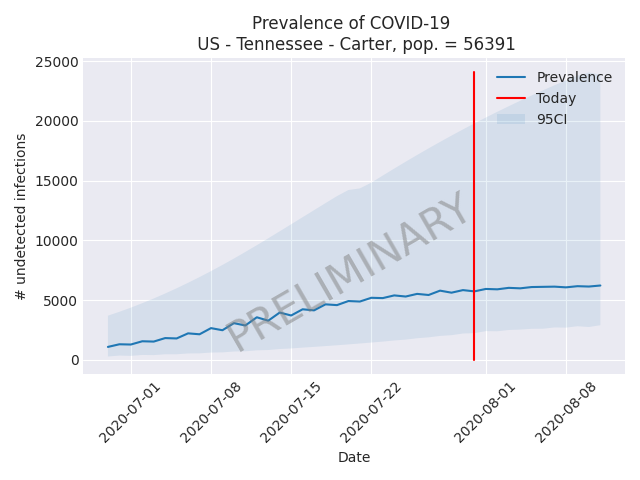 Prevalence of COVID-19
US - Tennessee - Carter, pop. = 56391
25000
20000
15000
10000
5000
0
# undetected infections
Prevalence
Today
95CI
PRELIMINARY
2020-07-01
2020-07-08
2020-07-15
2020-07-22
2020-08-01
2020-08-08
Date